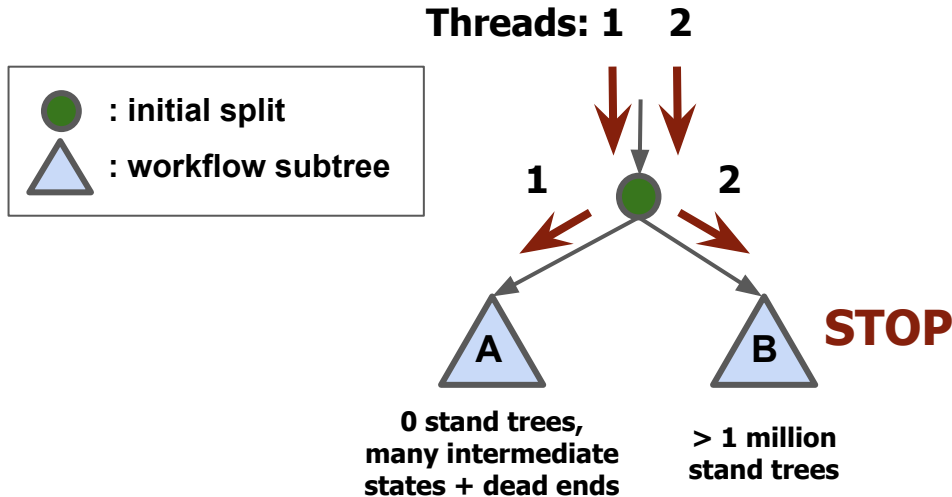 Threads: 1 2
: initial split
: workflow subtree
1 2
A
B
STOP
0 stand trees,
many intermediate
states + dead ends
> 1 million
stand trees